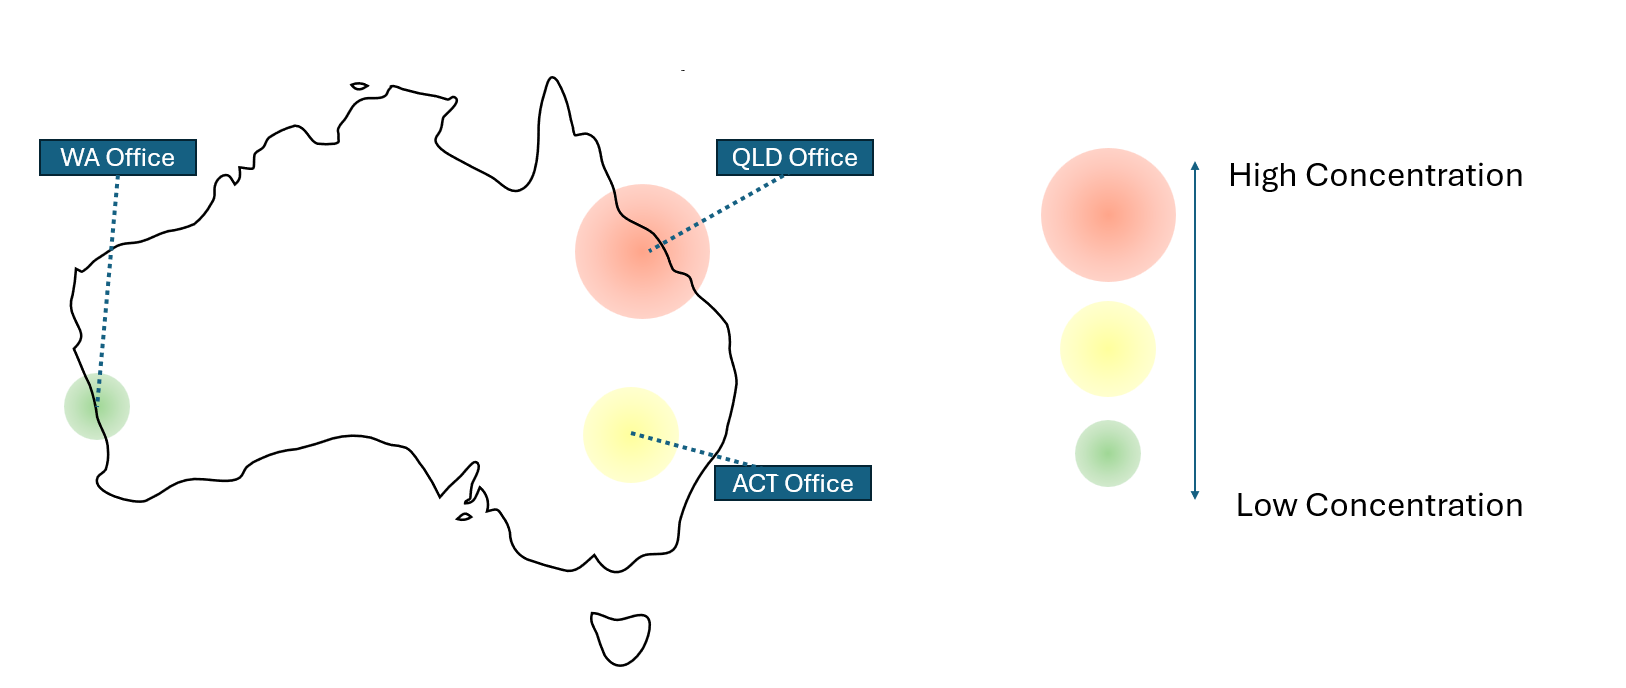 WA Office
QLD Office
ACT Office
High Concentration
Low Concentration